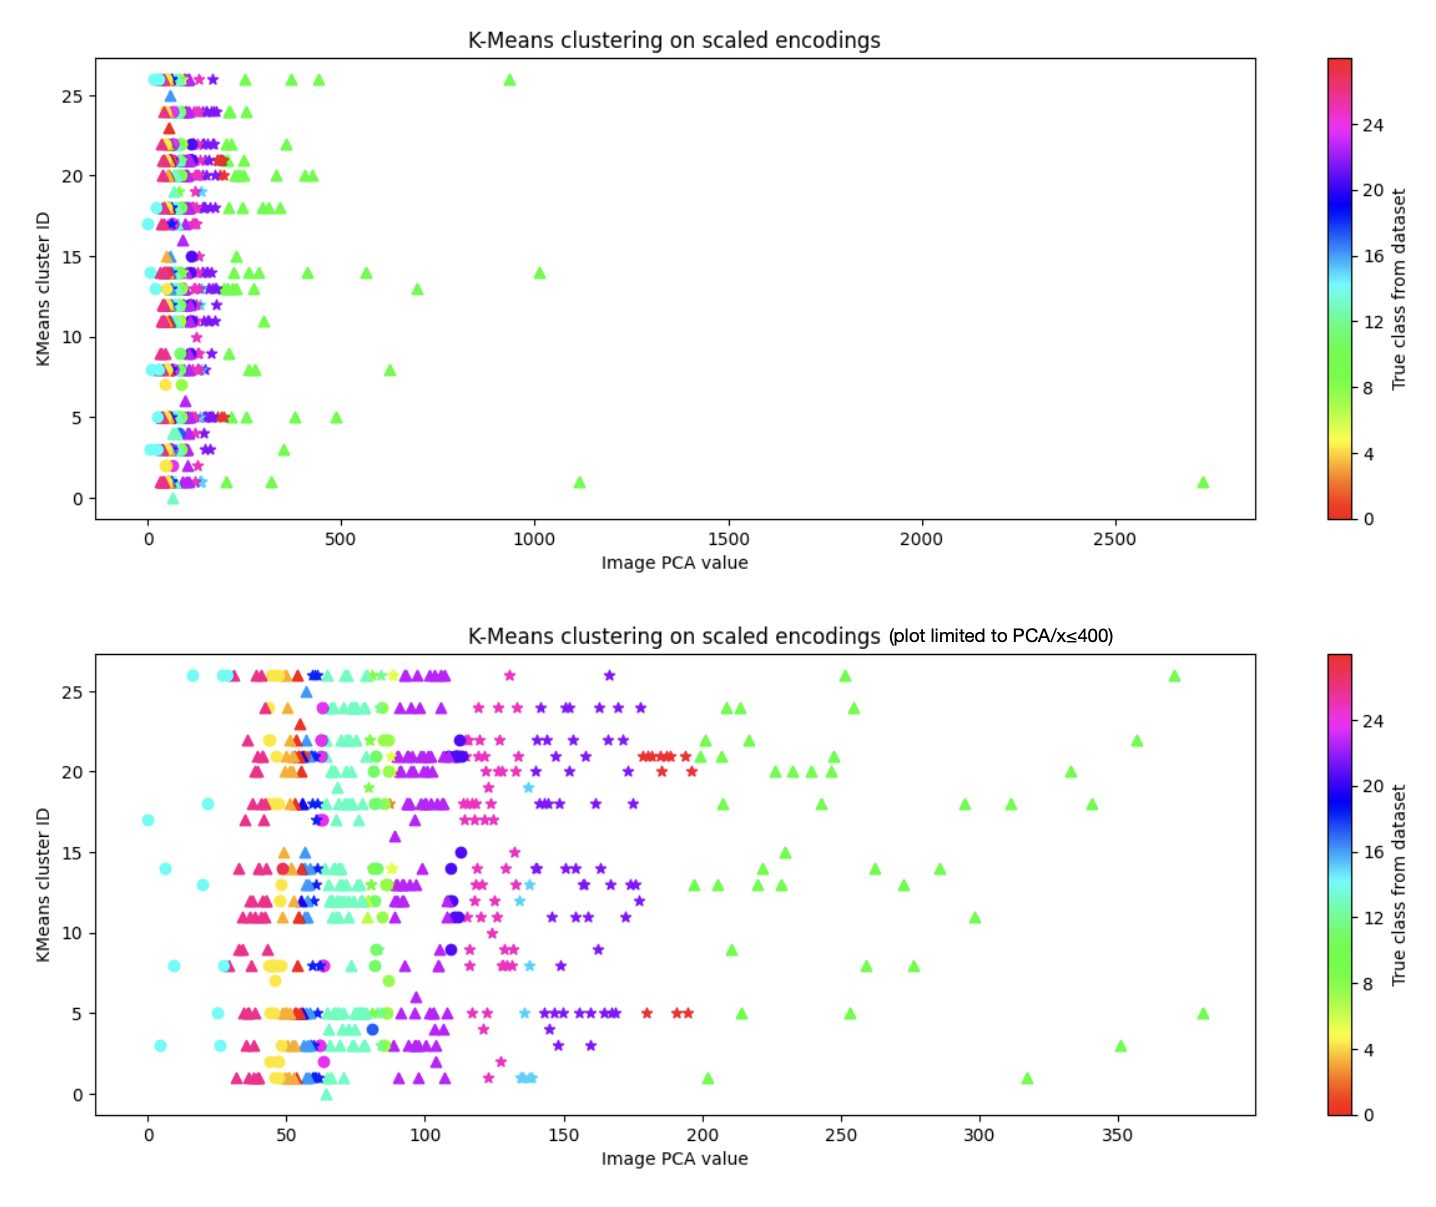 K-Means clustering on scaled encodings
25
20
15
10
5
0
KMeans cluster ID
0 500 1000 1500 2000 2500
Image PCA value
24
20
16
12
8
4
0
True class from dataset
K-Means clustering on scaled encodings (plot limited to PCA/x≤400)
25
20
15
10
5
0
KMeans cluster ID
0 50 100 150 200 250 300 350
Image PCA value
24
20
16
12
8
4
0
True class from dataset